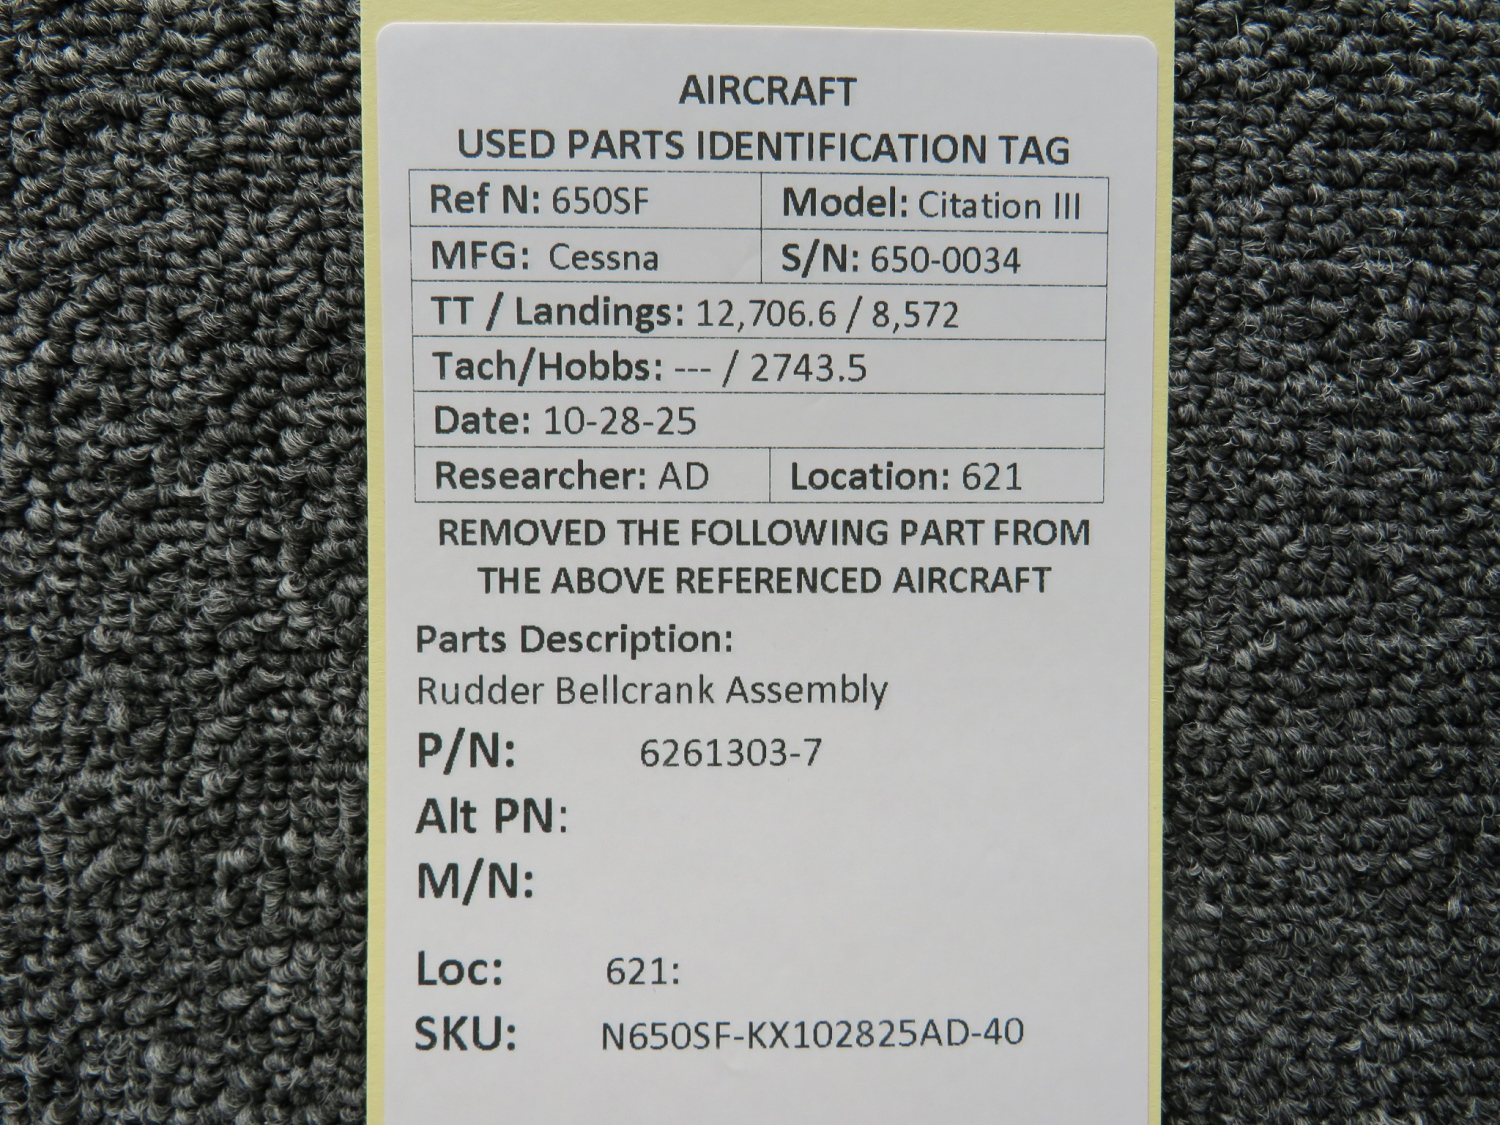 AIRCRAFT
USED PARTS IDENTIFICATION TAG
Ref N: 650SF Model: Citation III
MFG: Cessna S/N: 650-0034
TT / Landings: 12,706.6 / 8,572
Tach/Hobbs: --- / 2743.5
Date: 10-28-25
Researcher: AD Location: 621
REMOVED THE FOLLOWING PART FROM
THE ABOVE REFERENCED AIRCRAFT
Parts Description:
Rudder Bellcrank Assembly
P/N: 6261303-7
Alt PN:
M/N:
Loc: 621:
SKU: N650SF-KX102825AD-40